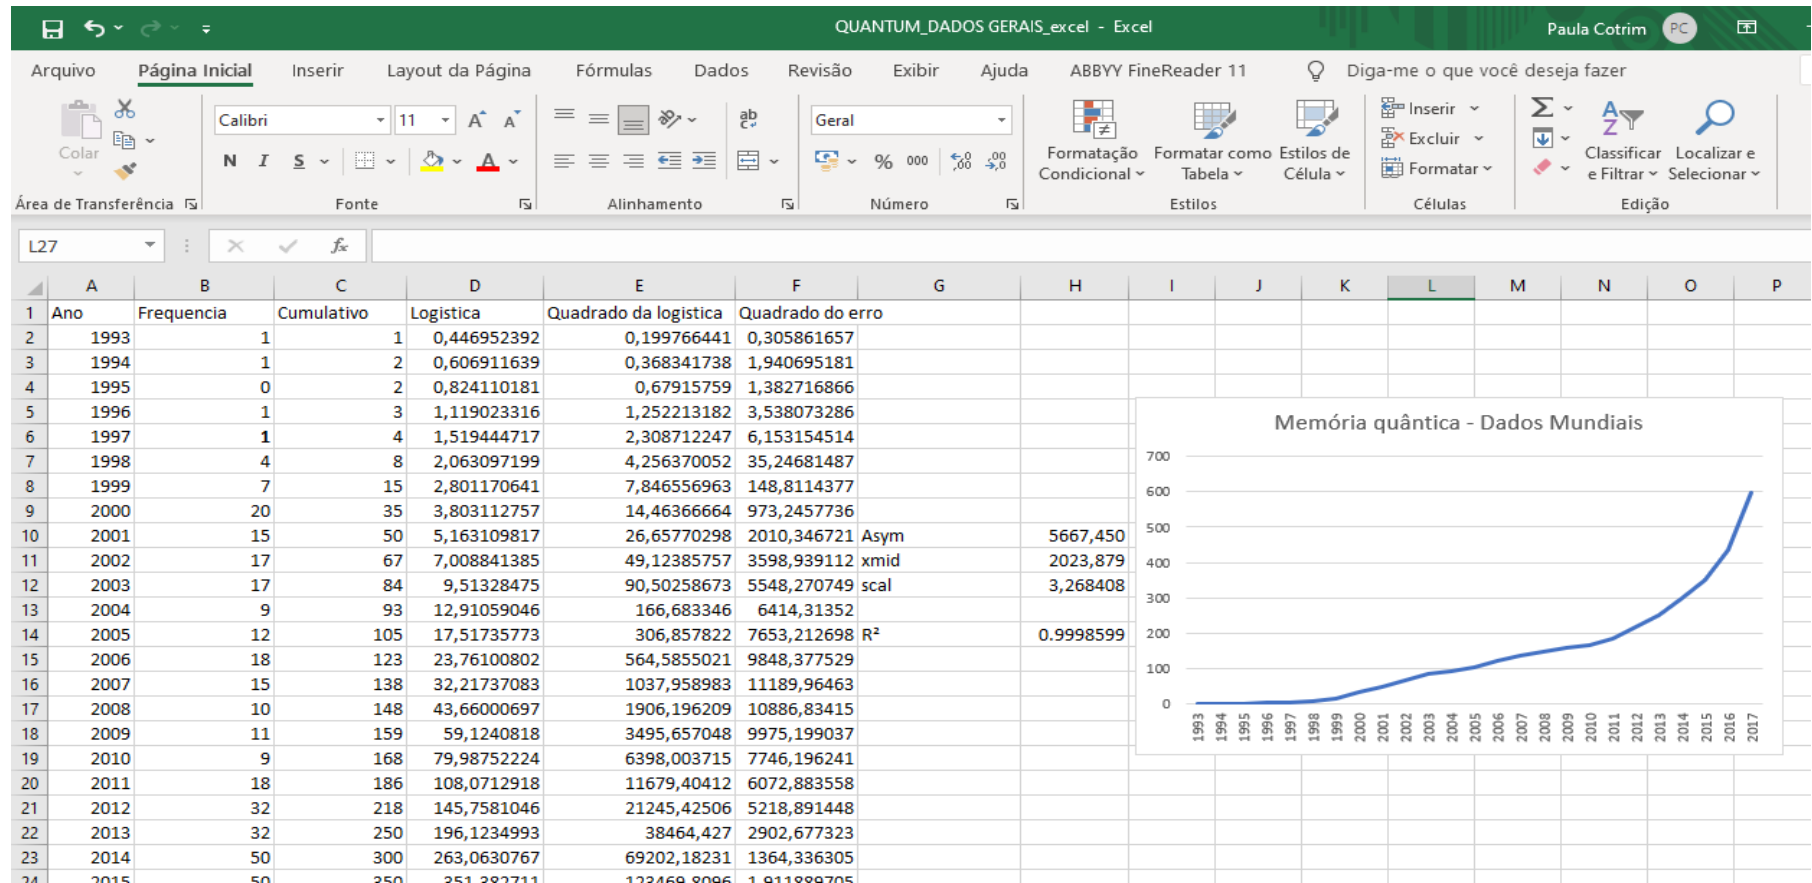 QUANTUM_DADOS GERAIS_excel - Excel
Paula Cotrim PC
Arquivo Página Inicial Inserir Layout da Página Fórmulas Dados Revisão Exibir Ajuda ABBYY FineReader 11 Diga-me o que você deseja fazer
Colar
Calibri 11
N I S
Geral
% 000
Formatação Condicional
Formatar como Tabela
Estilos de Célula
Inserir
Excluir
Formatar
Classificar e Filtrar
Localizar e Selecionar
Área de Transferência Fonte Alinhamento Número Estilos Células Edição
L27 fx
A B C D E F G H I J K L M N O P
1 Ano Frequencia Cumulativo Logistica Quadrado da logistica Quadrado do erro
2 1993 1 1 0,446952392 0,199766441 0,305861657
3 1994 1 2 0,606911639 0,368341738 1,940695181
4 1995 0 2 0,824110181 0,67915759 1,382716866
5 1996 1 3 1,119023316 1,252213182 3,538073286
6 1997 1 4 1,519444717 2,308712247 6,153154514
7 1998 4 8 2,063097199 4,256370052 35,24681487
8 1999 7 15 2,801170641 7,846556963 148,8114377
9 2000 20 35 3,803112757 14,46366664 973,2457736
10 2001 15 50 5,163109817 26,65770298 2010,346721 Asym 5667,450
11 2002 17 67 7,008841385 49,12385757 3598,939112 xmid 2023,879
12 2003 17 84 9,51328475 90,50258673 5548,270749 scal 3,268408
13 2004 9 93 12,91059046 166,683346 6414,31352
14 2005 12 105 17,51735773 306,857822 7653,212698 R² 0.9998599
15 2006 18 123 23,76100802 564,5855021 9848,377529
16 2007 15 138 32,21737083 1037,958983 11189,96463
17 2008 10 148 43,66000697 1906,196209 10886,83415
18 2009 11 159 59,1240818 3495,657048 9975,199037
19 2010 9 168 79,98752224 6398,003715 7746,196241
20 2011 18 186 108,0712918 11679,40412 6072,883558
21 2012 32 218 145,7581046 21245,42506 5218,891448
22 2013 32 250 196,1234993 38464,427 2902,677323
23 2014 50 300 263,0630767 69202,18231 1364,336305
24 2015 50 350 351,382711 123469,8096 1,911889705
Memória quântica - Dados Mundiais
700
600
500
400
300
200
100
0
1993 1994 1995 1996 1997 1998 1999 2000 2001 2002 2003 2004 2005 2006 2007 2008 2009 2010 2011 2012 2013 2014 2015 2016 2017